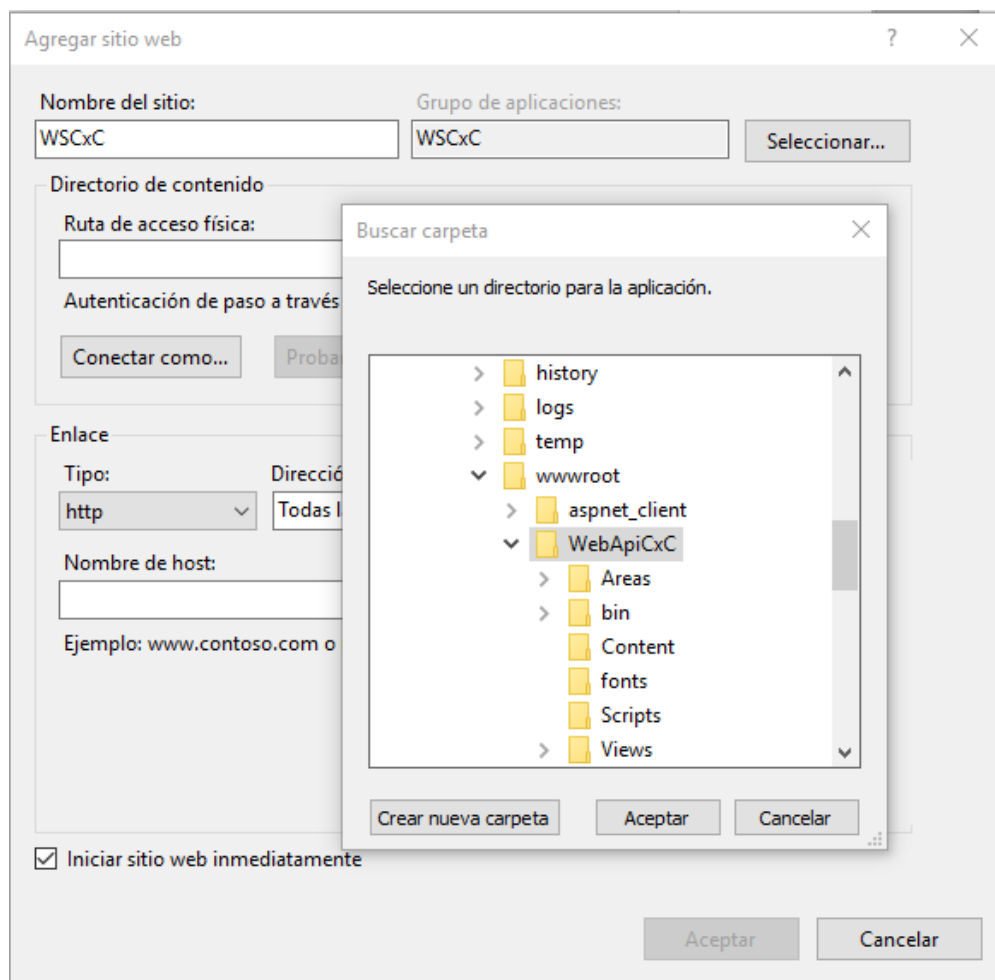 Agregar sitio web
?
Nombre del sitio:
Grupo de aplicaciones:
WSCxC
WSCxC
Seleccionar...
Directorio de contenido
Ruta de acceso física:
Autenticación de paso a través
Conectar como...
Probar
Enlace
Tipo:
Direcció
http
Todas l
Nombre de host:
Ejemplo: www.contoso.com o
Iniciar sitio web inmediatamente
Aceptar
Cancelar
Buscar carpeta
Seleccione un directorio para la aplicación.
history
logs
temp
wwwroot
aspnet_client
WebApiCxC
Areas
bin
Content
fonts
Scripts
Views
Crear nueva carpeta
Aceptar
Cancelar